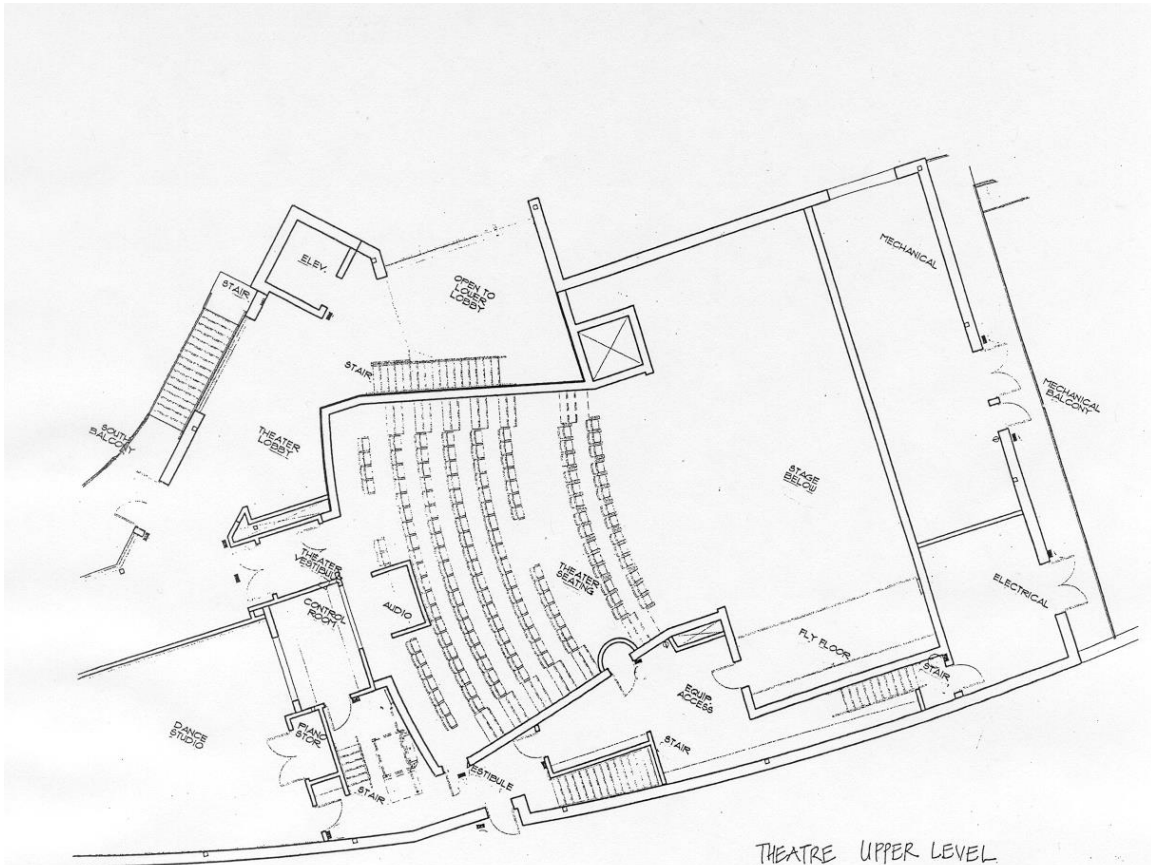 MECHANICAL
ELEV.
STAIR
OPEN TO
LOWER
LOBBY
STAIR
MECHANICAL
BALCONY
SOUTH
BALCONY
THEATER
LOBBY
STAGE
BELOW
THEATER
VESTIBULE
THEATER
SEATING
ELECTRICAL
CONTROL
ROOM
AUDIO
FLY FLOOR
STAIR
EQUIP
ACCESS
DANCE
STUDIO
PIANO
STOR.
STAIR
VESTIBULE
STAIR
THEATRE UPPER LEVEL